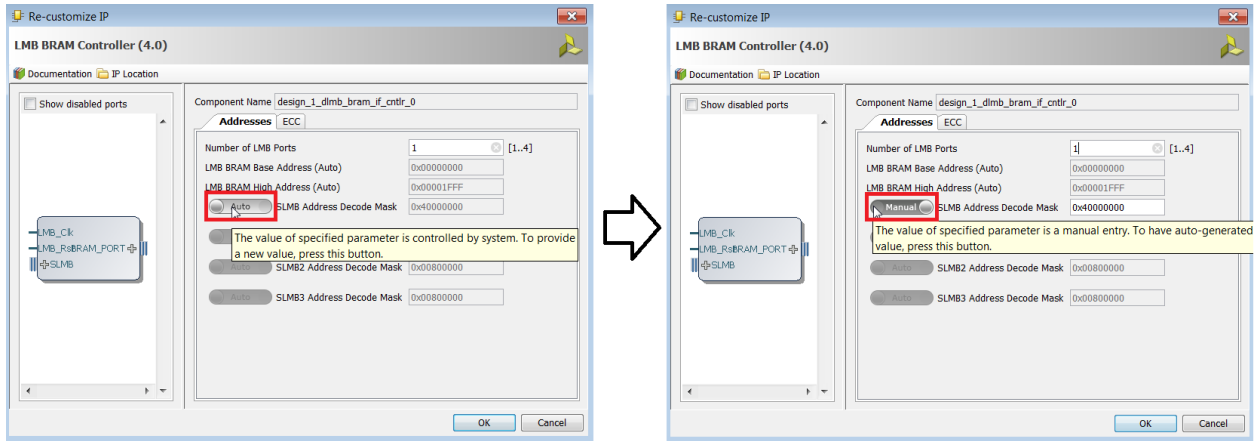 Re-customize IP
LMB BRAM Controller (4.0)
Documentation IP Location
Show disabled ports
LMB_Clk
LMB_Rst BRAM_PORT
SLMB
Component Name design_1_dlmb_bram_if_cntlr_0
Addresses ECC
Number of LMB Ports 1 [1..4]
LMB BRAM Base Address (Auto) 0x00000000
LMB BRAM High Address (Auto) 0x00001FFF
Auto SLMB Address Decode Mask 0x40000000
The value of specified parameter is controlled by system. To provide
a new value, press this button.
Auto SLMB2 Address Decode Mask 0x00800000
Auto SLMB3 Address Decode Mask 0x00800000
OK Cancel
Re-customize IP
LMB BRAM Controller (4.0)
Documentation IP Location
Show disabled ports
LMB_Clk
LMB_Rst BRAM_PORT
SLMB
Component Name design_1_dlmb_bram_if_cntlr_0
Addresses ECC
Number of LMB Ports 1 [1..4]
LMB BRAM Base Address (Auto) 0x00000000
LMB BRAM High Address (Auto) 0x00001FFF
Manual SLMB Address Decode Mask 0x40000000
The value of specified parameter is a manual entry. To have auto-generated
value, press this button.
Auto SLMB2 Address Decode Mask 0x00800000
Auto SLMB3 Address Decode Mask 0x00800000
OK Cancel